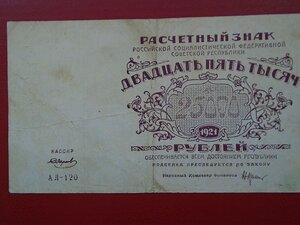 РАСЧЕТНЫЙ ЗНАК
РОССИЙСКОЙ СОЦИАЛИСТИЧЕСКОЙ ФЕДЕРАТИВНОЙ
СОВЕТСКОЙ РЕСПУБЛИКИ
ДВАДЦАТЬ ПЯТЬ ТЫСЯЧ
25000
1921
РУБЛЕЙ
ОБЕСПЕЧИВАЕТСЯ ВСЕМ ДОСТОЯНИЕМ РЕСПУБЛИКИ
ПОДДЕЛКА ПРЕСЛЕДУЕТСЯ ПО ЗАКОНУ
КАССИР
АЛ-120
Народный Комиссар Финансов